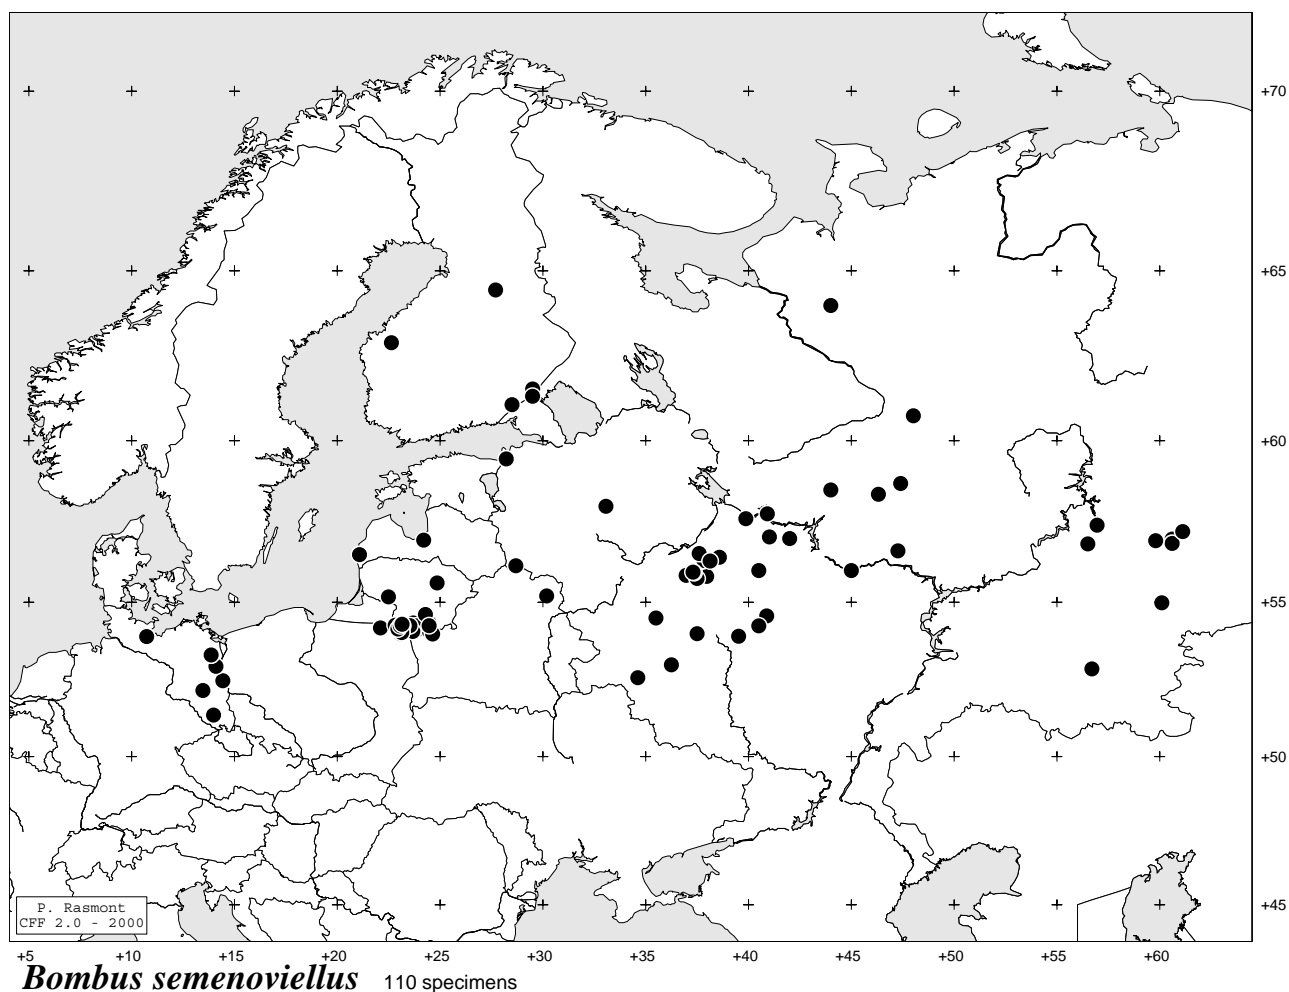 +70
+65
+60
+55
+50
+45
P. Rasmont
CFF 2.0 - 2000
+5 +10 +15 +20 +25 +30 +35 +40 +45 +50 +55 +60
Bombus semenoviellus 110 specimens